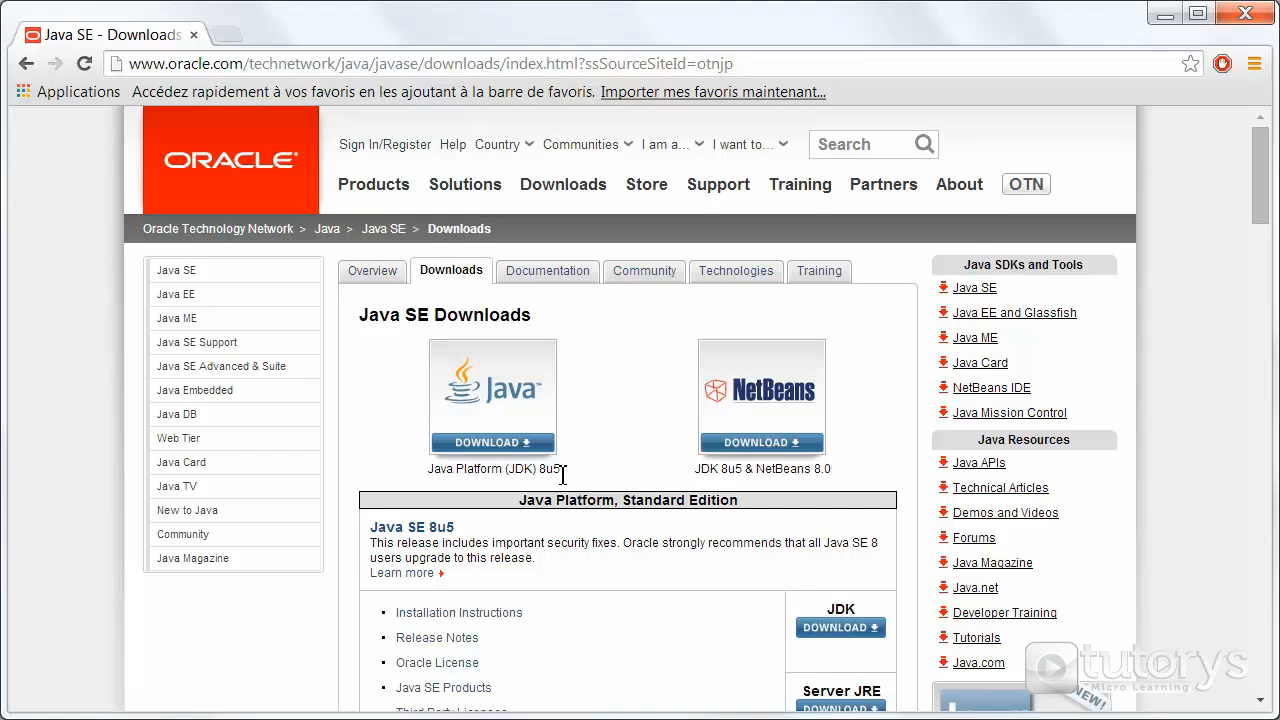 Java SE - Downloads
www.oracle.com/technetwork/java/javase/downloads/index.html?ssSourceSiteId=otnjp
Applications Accédez rapidement à vos favoris en les ajoutant à la barre de favoris. Importer mes favoris maintenant...
ORACLE
Sign In/Register Help Country Communities I am a... I want to... Search
Products Solutions Downloads Store Support Training Partners About OTN
Oracle Technology Network > Java > Java SE > Downloads
Java SE
Java EE
Java ME
Java SE Support
Java SE Advanced & Suite
Java Embedded
Java DB
Web Tier
Java Card
Java TV
New to Java
Community
Java Magazine
Overview Downloads Documentation Community Technologies Training
Java SE Downloads
Java™
DOWNLOAD
Java Platform (JDK) 8u5
NetBeans
DOWNLOAD
JDK 8u5 & NetBeans 8.0
Java Platform, Standard Edition
Java SE 8u5
This release includes important security fixes. Oracle strongly recommends that all Java SE 8
users upgrade to this release.
Learn more
Installation Instructions
Release Notes
Oracle License
Java SE Products
Third Party Licenses
JDK
DOWNLOAD
Server JRE
DOWNLOAD
Java SDKs and Tools
Java SE
Java EE and Glassfish
Java ME
Java Card
NetBeans IDE
Java Mission Control
Java Resources
Java APIs
Technical Articles
Demos and Videos
Forums
Java Magazine
Java.net
Developer Training
Tutorials
Java.com
NEW!
tutorys
Micro Learning